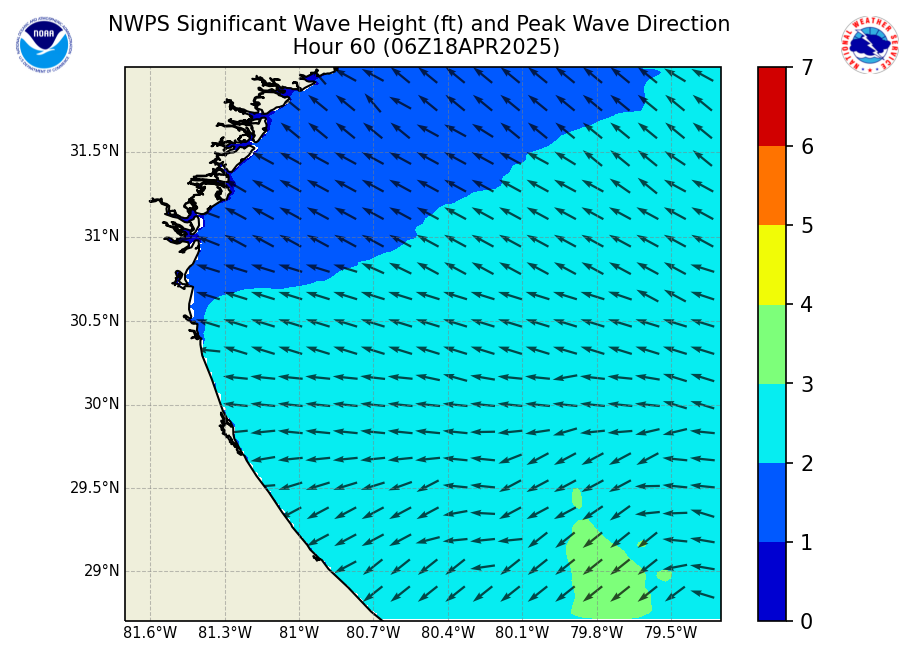 NWPS Significant Wave Height (ft) and Peak Wave Direction
Hour 60 (06Z18APR2025)
NOAA
NATIONAL WEATHER SERVICE
31.5°N
31°N
30.5°N
30°N
29.5°N
29°N
81.6°W 81.3°W 81°W 80.7°W 80.4°W 80.1°W 79.8°W 79.5°W
7
6
5
4
3
2
1
0